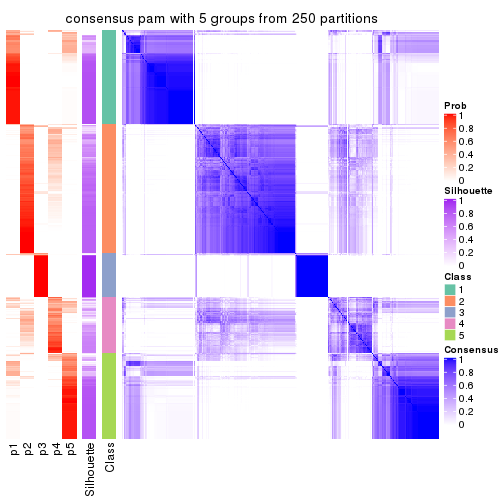 consensus pam with 5 groups from 250 partitions
Prob
1
0.8
0.6
0.4
0.2
0
Silhouette
1
0.8
0.6
0.4
0.2
0
Class
1
2
3
4
5
Consensus
1
0.8
0.6
0.4
0.2
0
p1
p2
p3
p4
p5
Silhouette
Class